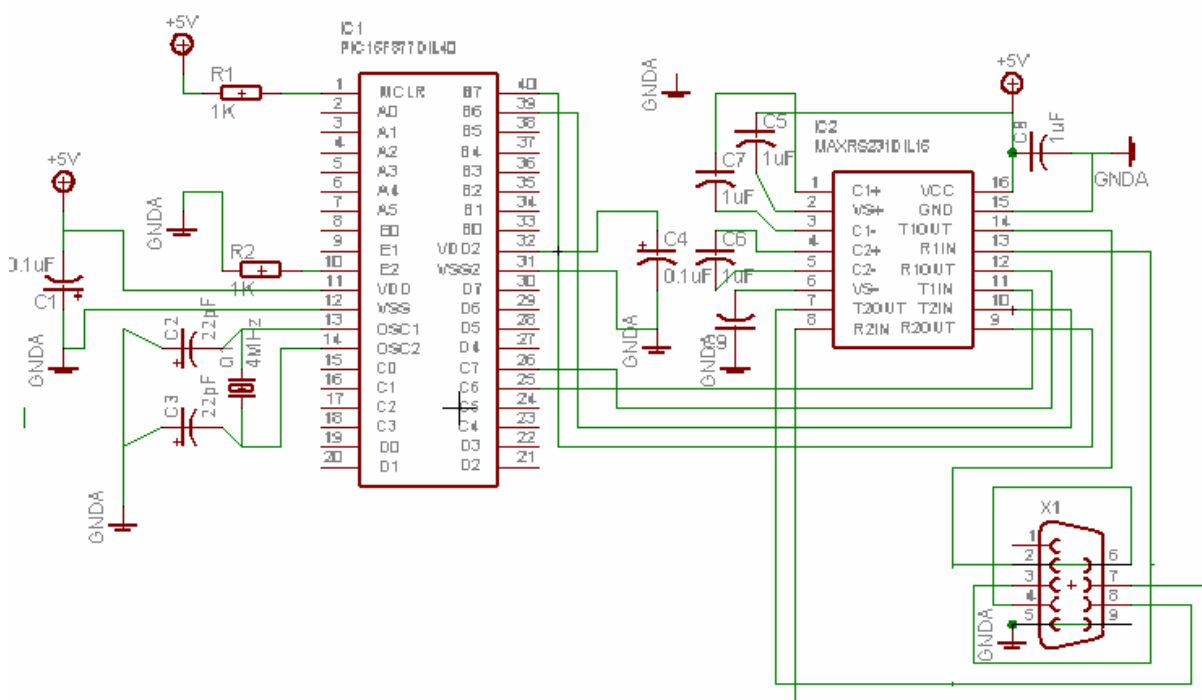 +5V
IC1
PIC16F877DIL40
R1
1K
1 MCLR B7 40
2 A0 B6 39
3 A1 B5 38
4 A2 B4 37
5 A3 B3 36
6 A4 B2 35
7 A5 B1 34
8 E0 B0 33
9 E1 VDD2 32
10 E2 VSS2 31
11 VDD D7 30
12 VSS D6 29
13 OSC1 D5 28
14 OSC2 D4 27
15 C0 C7 26
16 C1 C6 25
17 C2 C5 24
18 C3 C4 23
19 D0 D3 22
20 D1 D2 21
+5V
0.1uF
C1
GNDA
GNDA
R2
1K
C2
22pF
Q1
4MHz
C3
22pF
GNDA
GNDA
C5
1uF
C7
1uF
C4
0.1uF
C6
1uF
GNDA
GNDA
C9
+5V
C8
1uF
GNDA
IC2
MAXRS231DIL16
1 C1+ VCC 16
2 VS+ GND 15
3 C1- T1OUT 14
4 C2+ R1IN 13
5 C2- R1OUT 12
6 VS- T1IN 11
7 T2OUT T2IN 10
8 R2IN R2OUT 9
X1
1
2 6
3 7
4 8
5 9
GNDA